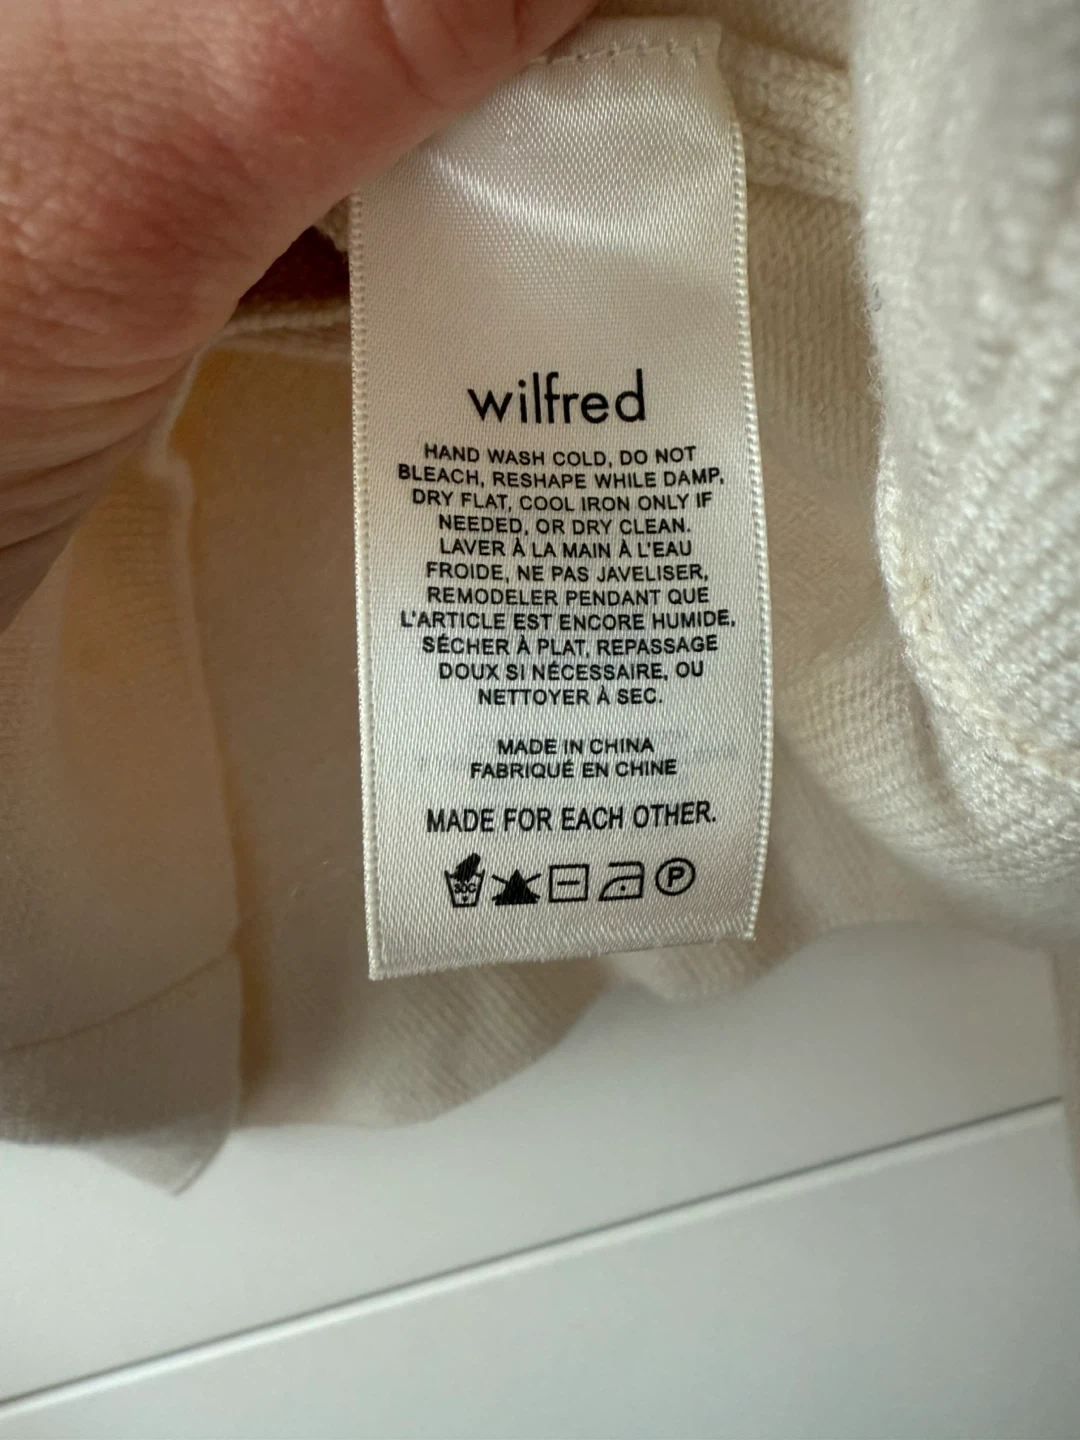 wilfred
HAND WASH COLD, DO NOT
BLEACH, RESHAPE WHILE DAMP,
DRY FLAT, COOL IRON ONLY IF
NEEDED, OR DRY CLEAN.
LAVER À LA MAIN À L'EAU
FROIDE, NE PAS JAVELISER,
REMODELER PENDANT QUE
L'ARTICLE EST ENCORE HUMIDE,
SÉCHER À PLAT, REPASSAGE
DOUX SI NÉCESSAIRE, OU
NETTOYER À SEC.
MADE IN CHINA
FABRIQUÉ EN CHINE
MADE FOR EACH OTHER.
30C P